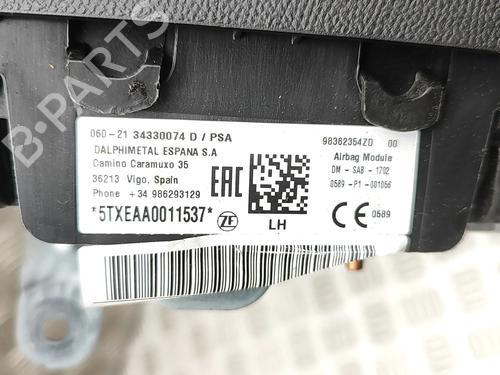 060-21 34330074 D / PSA
DALPHIMETAL ESPANA S.A
Camino Caramuxo 35
36213 Vigo, Spain
Phone +34 986293129
*5TXEAA0011537*
EAC
ZF
LH
98362354ZD 00
Airbag Module
DM - SAB - 1702
0589 -P1 -001056
CE 0589
B-PARTS